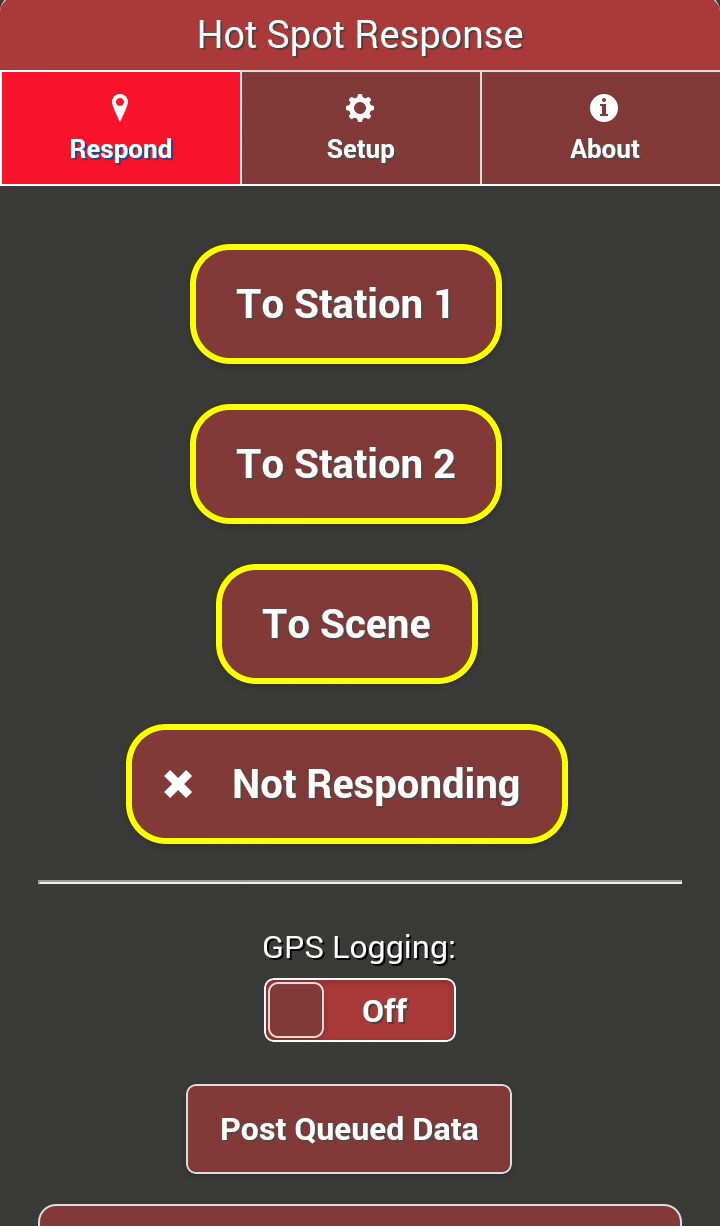 Hot Spot Response
Respond
Setup
About
To Station 1
To Station 2
To Scene
Not Responding
GPS Logging:
Off
Post Queued Data